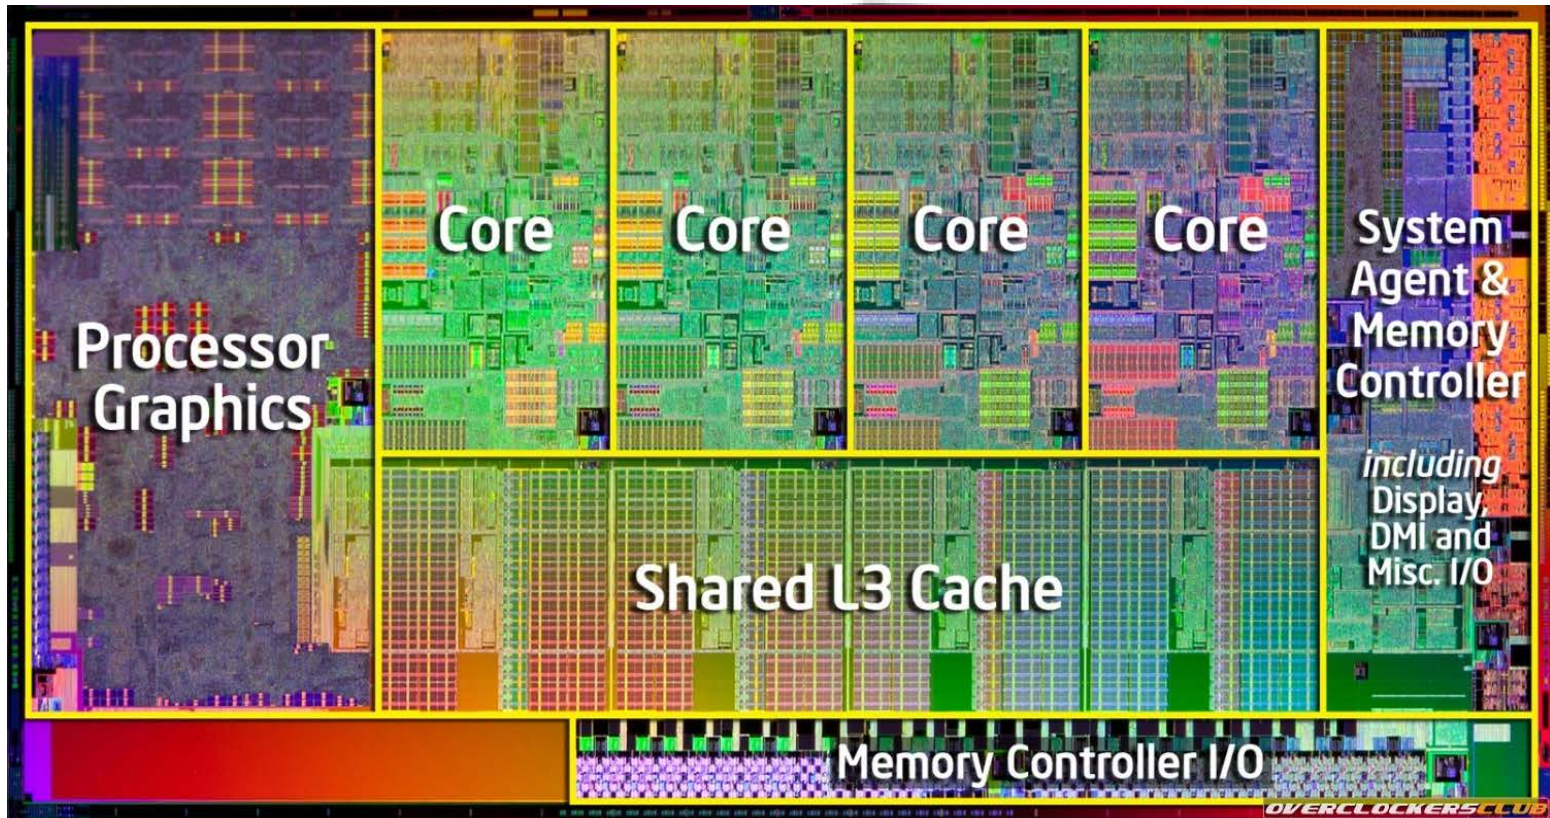 Processor
Graphics
Core
Core
Core
Core
System
Agent &
Memory
Controller
including
Display,
DMI and
Misc. I/O
Shared L3 Cache
Memory Controller I/O
OVERCLOCKERSCLUB